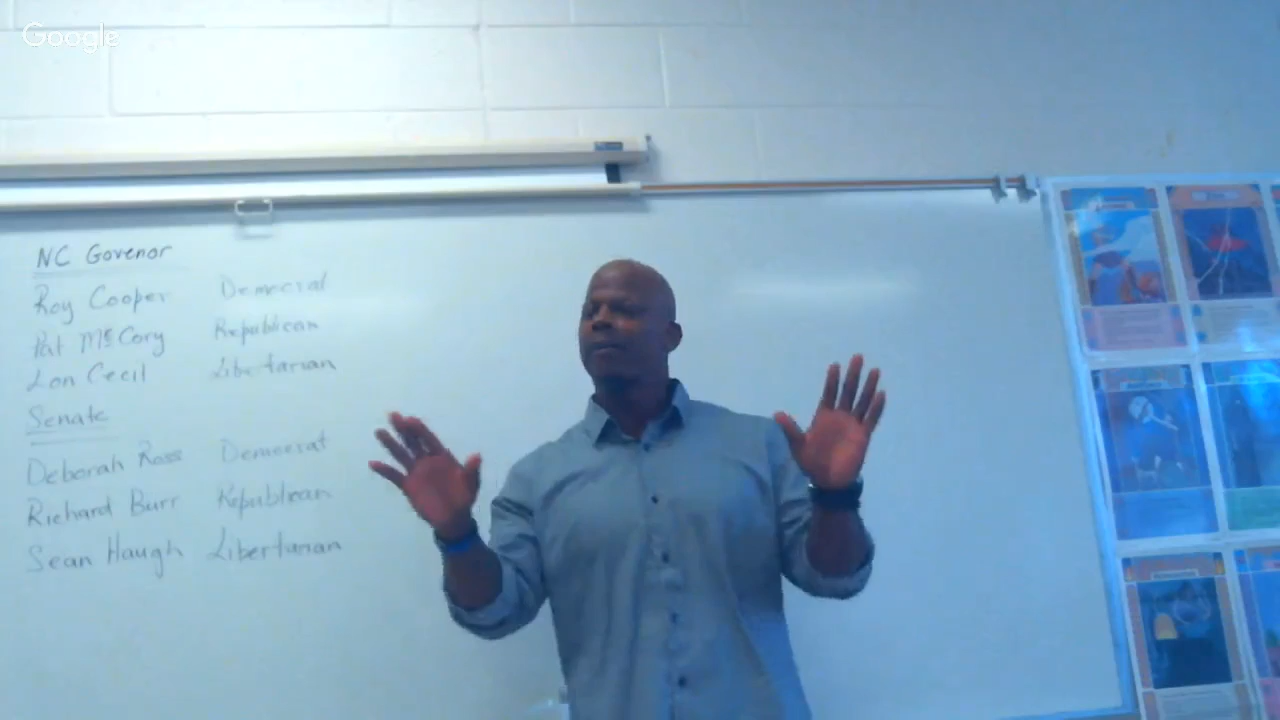 Google
NC Govenor
Roy Cooper Democrat
Pat McCory Republican
Lon Cecil Libertarian
Senate
Deborah Ross Democrat
Richard Burr Republican
Sean Haugh Libertarian